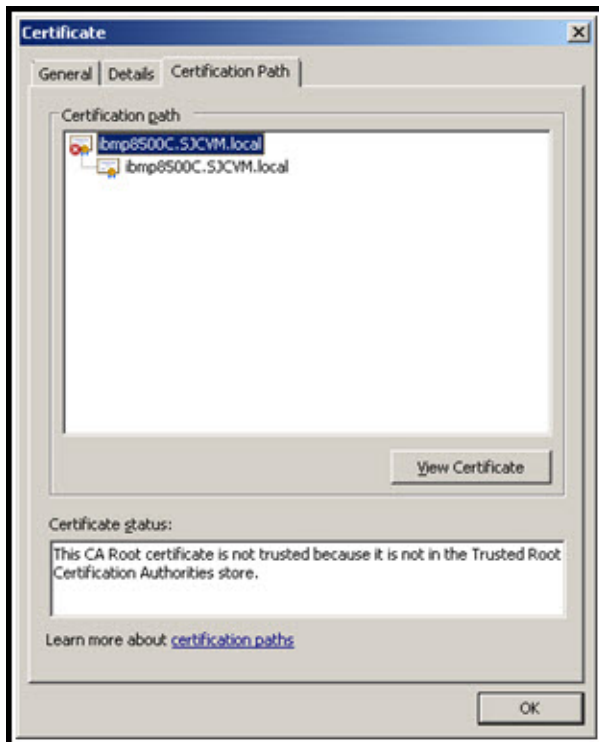 Certificate
General
Details
Certification Path
Certification path
ibmp8500C.SJCVM.local
ibmp8500C.SJCVM.local
View Certificate
Certificate status:
This CA Root certificate is not trusted because it is not in the Trusted Root
Certification Authorities store.
Learn more about certification paths
OK